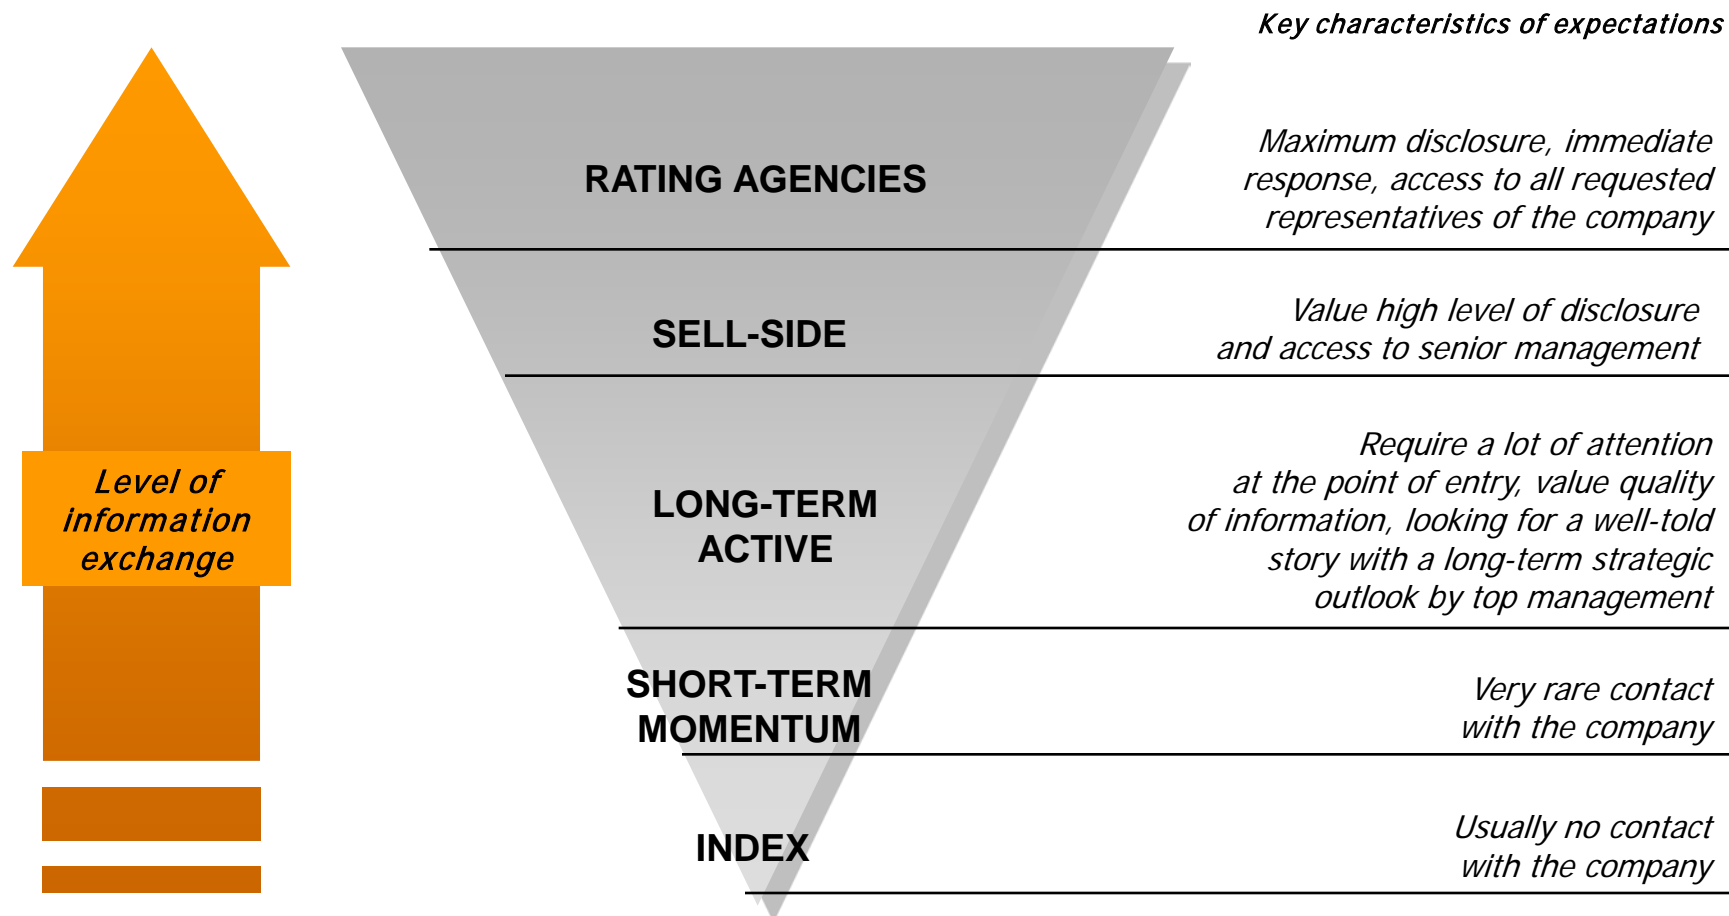 Key characteristics of expectations
RATING AGENCIES
Maximum disclosure, immediate
response, access to all requested
representatives of the company
SELL-SIDE
Value high level of disclosure
and access to senior management
Level of
information
exchange
LONG-TERM
ACTIVE
Require a lot of attention
at the point of entry, value quality
of information, looking for a well-told
story with a long-term strategic
outlook by top management
SHORT-TERM
MOMENTUM
Very rare contact
with the company
INDEX
Usually no contact
with the company